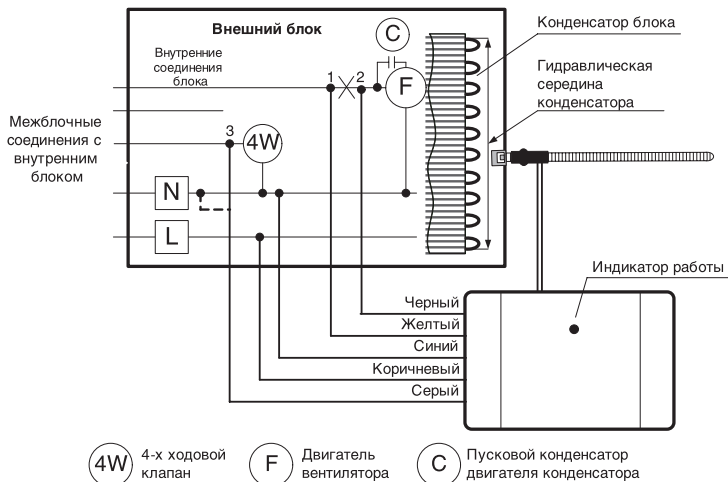 Внешний блок
C
Конденсатор блока
Внутренние
соединения
блока
1
2
F
Гидравлическая
середина
конденсатора
Межблочные
соединения с
внутренним
блоком
3
4W
N
L
Индикатор работы
Черный
Желтый
Синий
Коричневый
Серый
4W
4-х ходовой
клапан
F
Двигатель
вентилятора
C
Пусковой конденсатор
двигателя конденсатора